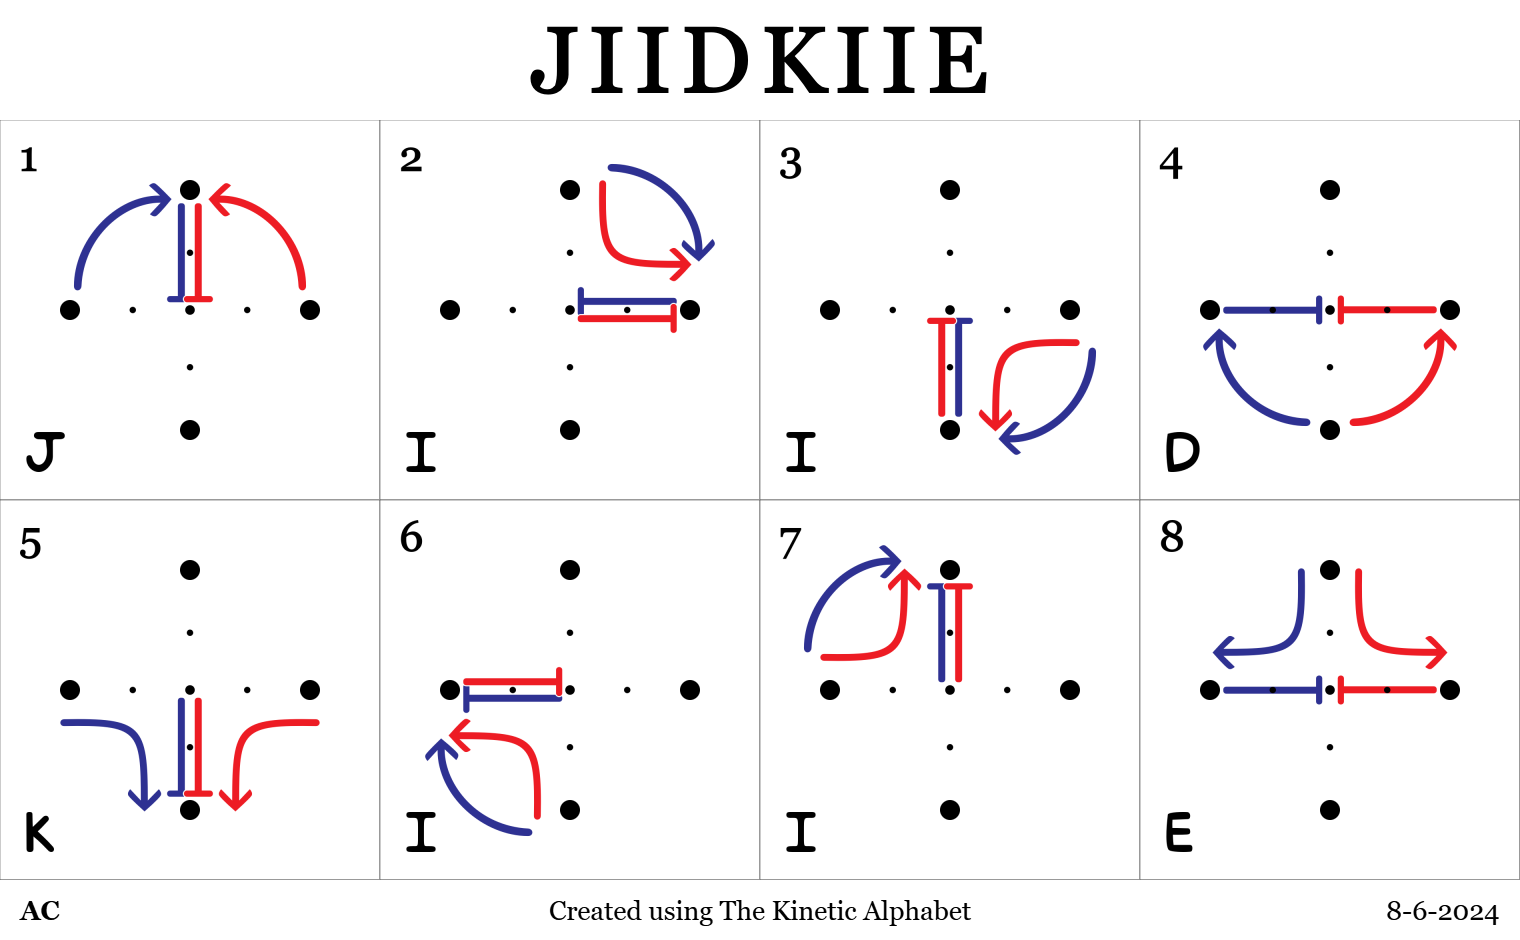 JIIDKIIE
1 2 3 4
J I I D
5 6 7 8
K I I E
AC Created using The Kinetic Alphabet 8-6-2024